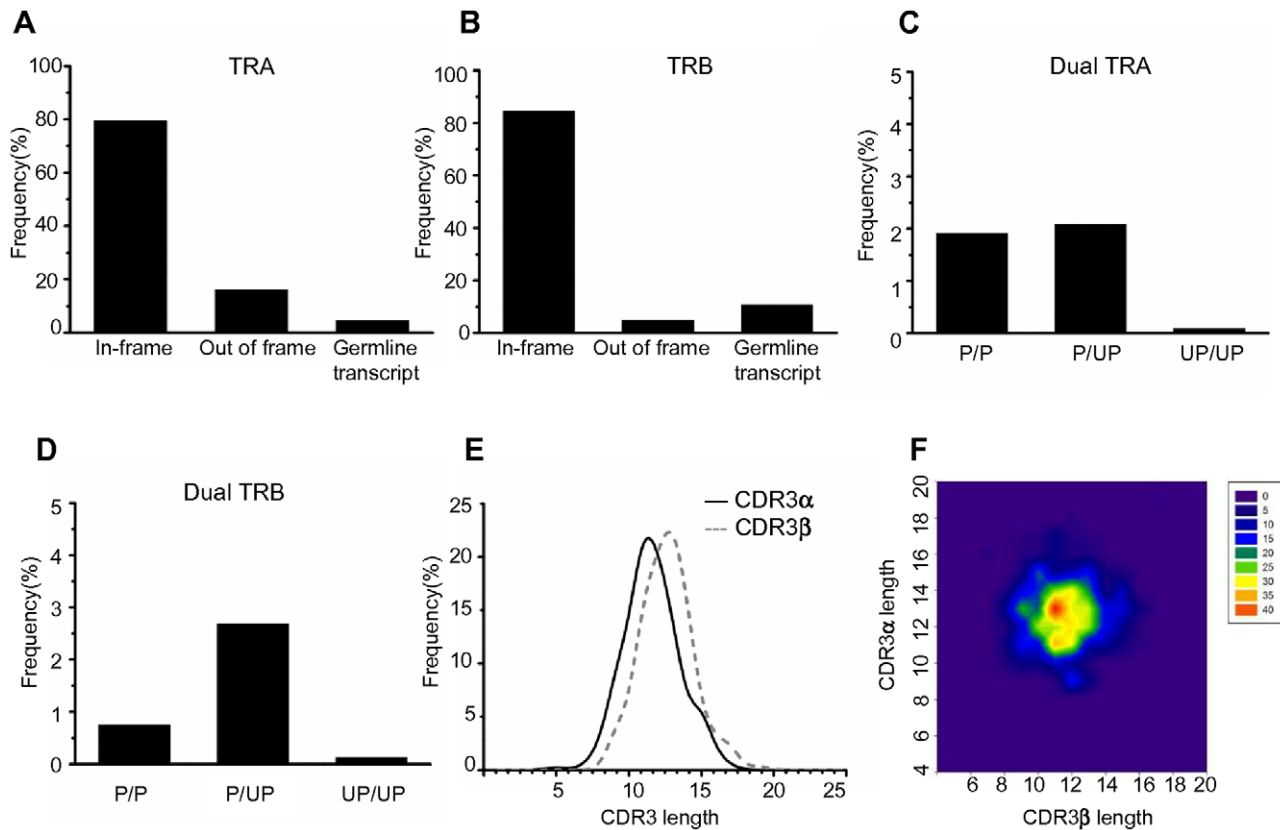 A
TRA
Frequency(%)
100
80
60
40
20
0
In-frame
Out of frame
Germline
transcript
B
TRB
Frequency(%)
100
80
60
40
20
0
In-frame
Out of frame
Germline
transcript
C
Dual TRA
Frequency(%)
5
4
3
2
1
0
P/P
P/UP
UP/UP
D
Dual TRB
Frequency(%)
5
4
3
2
1
0
P/P
P/UP
UP/UP
E
CDR3α
CDR3β
Frequency(%)
25
20
15
10
5
0
5
10
15
20
25
CDR3 length
F
CDR3α length
20
18
16
14
12
10
8
6
4
6
8
10
12
14
16
18
20
CDR3β length
0
5
10
15
20
25
30
35
40